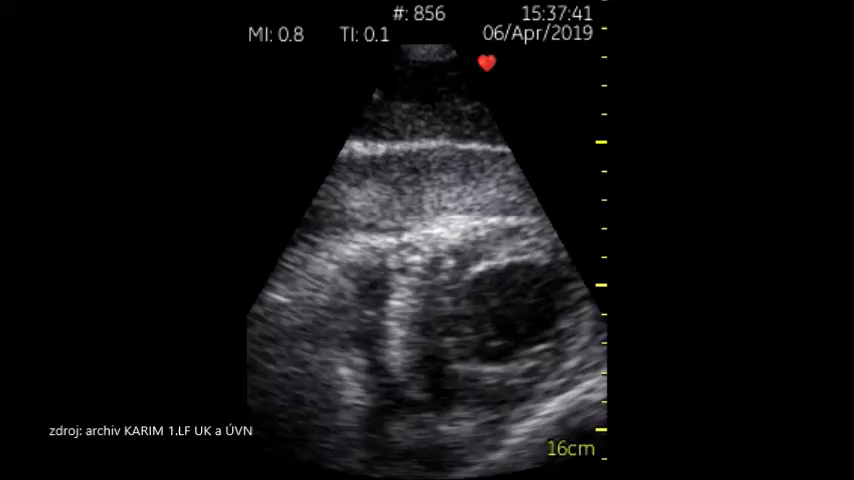 #: 856 15:37:41
MI: 0.8 TI: 0.1 06/Apr/2019
zdroj: archiv KARIM 1.LF UK a ÚVN
16cm